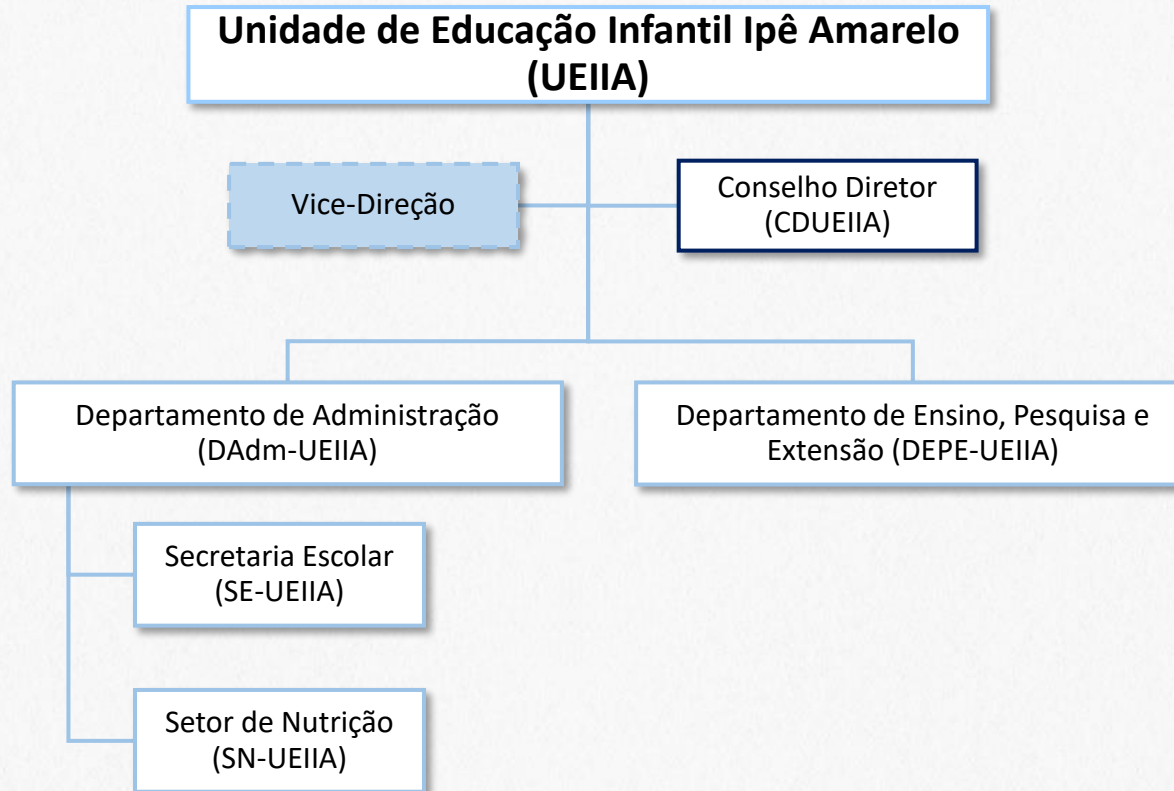 Unidade de Educação Infantil Ipê Amarelo
(UEIIA)
Vice-Direção
Conselho Diretor
(CDUEIIA)
Departamento de Administração
(DAdm-UEIIA)
Departamento de Ensino, Pesquisa e
Extensão (DEPE-UEIIA)
Secretaria Escolar
(SE-UEIIA)
Setor de Nutrição
(SN-UEIIA)